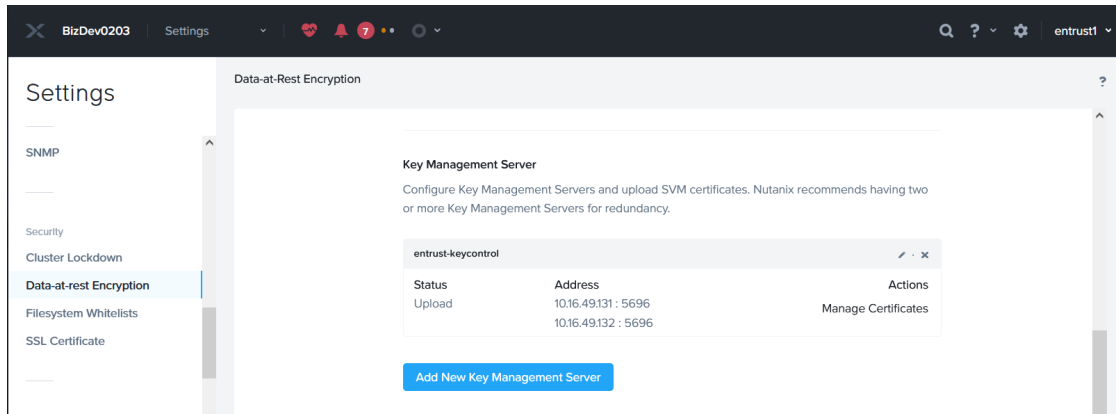 BizDev0203 Settings 7 ? entrust1
Settings
SNMP
Security
Cluster Lockdown
Data-at-rest Encryption
Filesystem Whitelists
SSL Certificate
Data-at-Rest Encryption ?
Key Management Server
Configure Key Management Servers and upload SVM certificates. Nutanix recommends having two
or more Key Management Servers for redundancy.
entrust-keycontrol
Status Address Actions
Upload 10.16.49.131 : 5696 Manage Certificates
10.16.49.132 : 5696
Add New Key Management Server